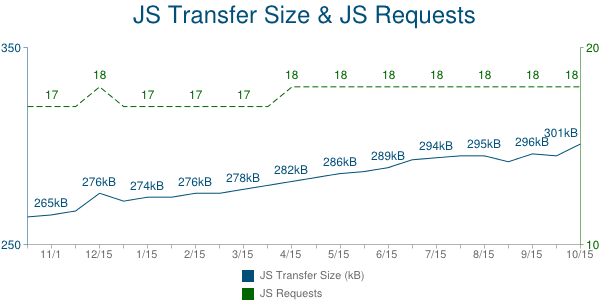 JS Transfer Size & JS Requests
350
20
17 18 17 17 17 18 18 18 18 18 18 18
265kB 276kB 274kB 276kB 278kB 282kB 286kB 289kB 294kB 295kB 296kB 301kB
250
10
11/1 12/15 1/15 2/15 3/15 4/15 5/15 6/15 7/15 8/15 9/15 10/15
JS Transfer Size (kB)
JS Requests